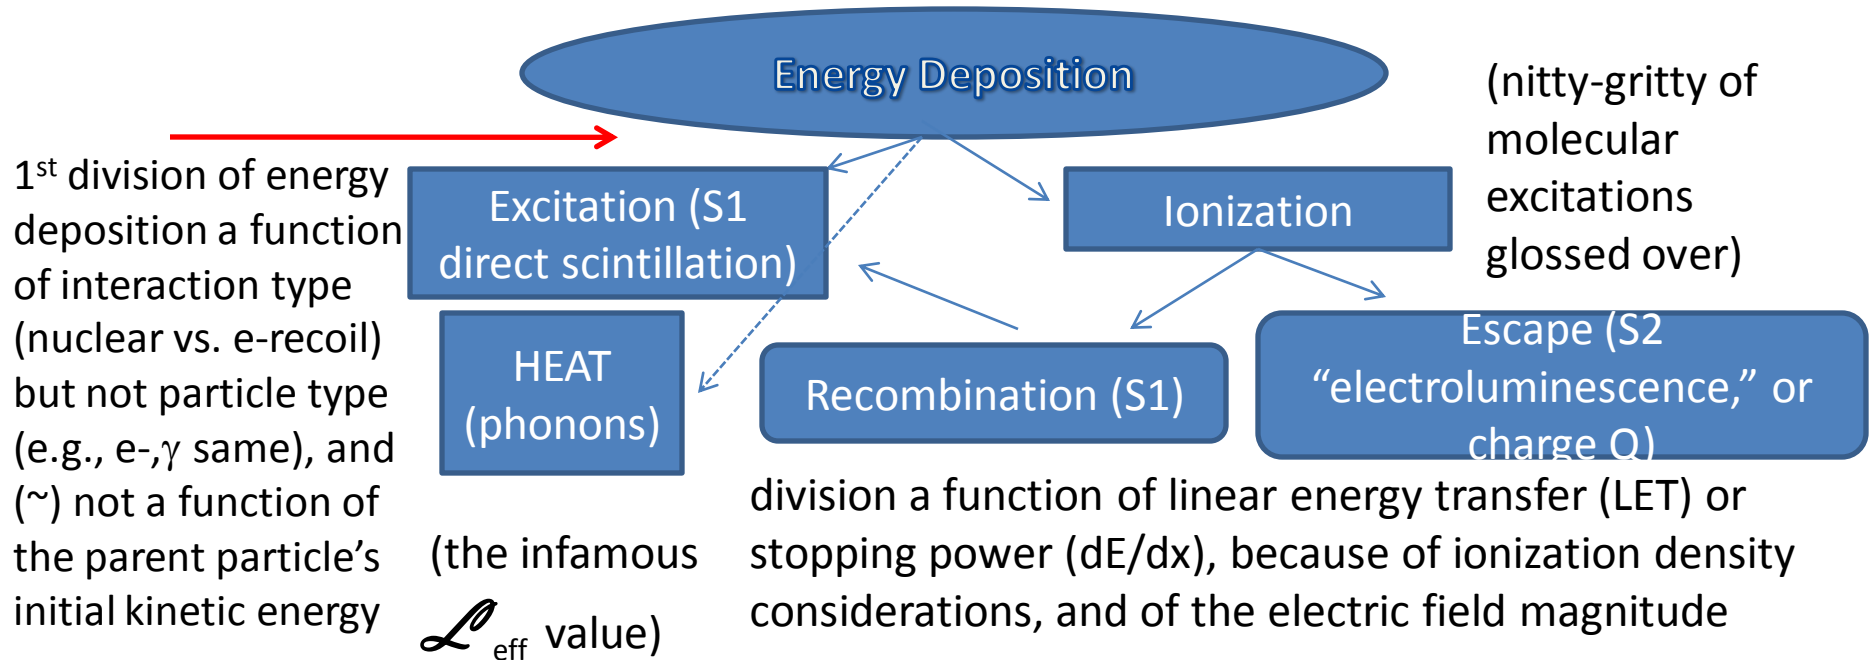 Energy Deposition
(nitty-gritty of
molecular
excitations
glossed over)
1st division of energy
deposition a function
of interaction type
(nuclear vs. e-recoil)
but not particle type
(e.g., e-,γ same), and
(~) not a function of
the parent particle’s
initial kinetic energy
Excitation (S1
direct scintillation)
Ionization
HEAT
(phonons)
Recombination (S1)
Escape (S2
“electroluminescence,” or
charge Q)
(the infamous
ℒeff value)
division a function of linear energy transfer (LET) or
stopping power (dE/dx), because of ionization density
considerations, and of the electric field magnitude